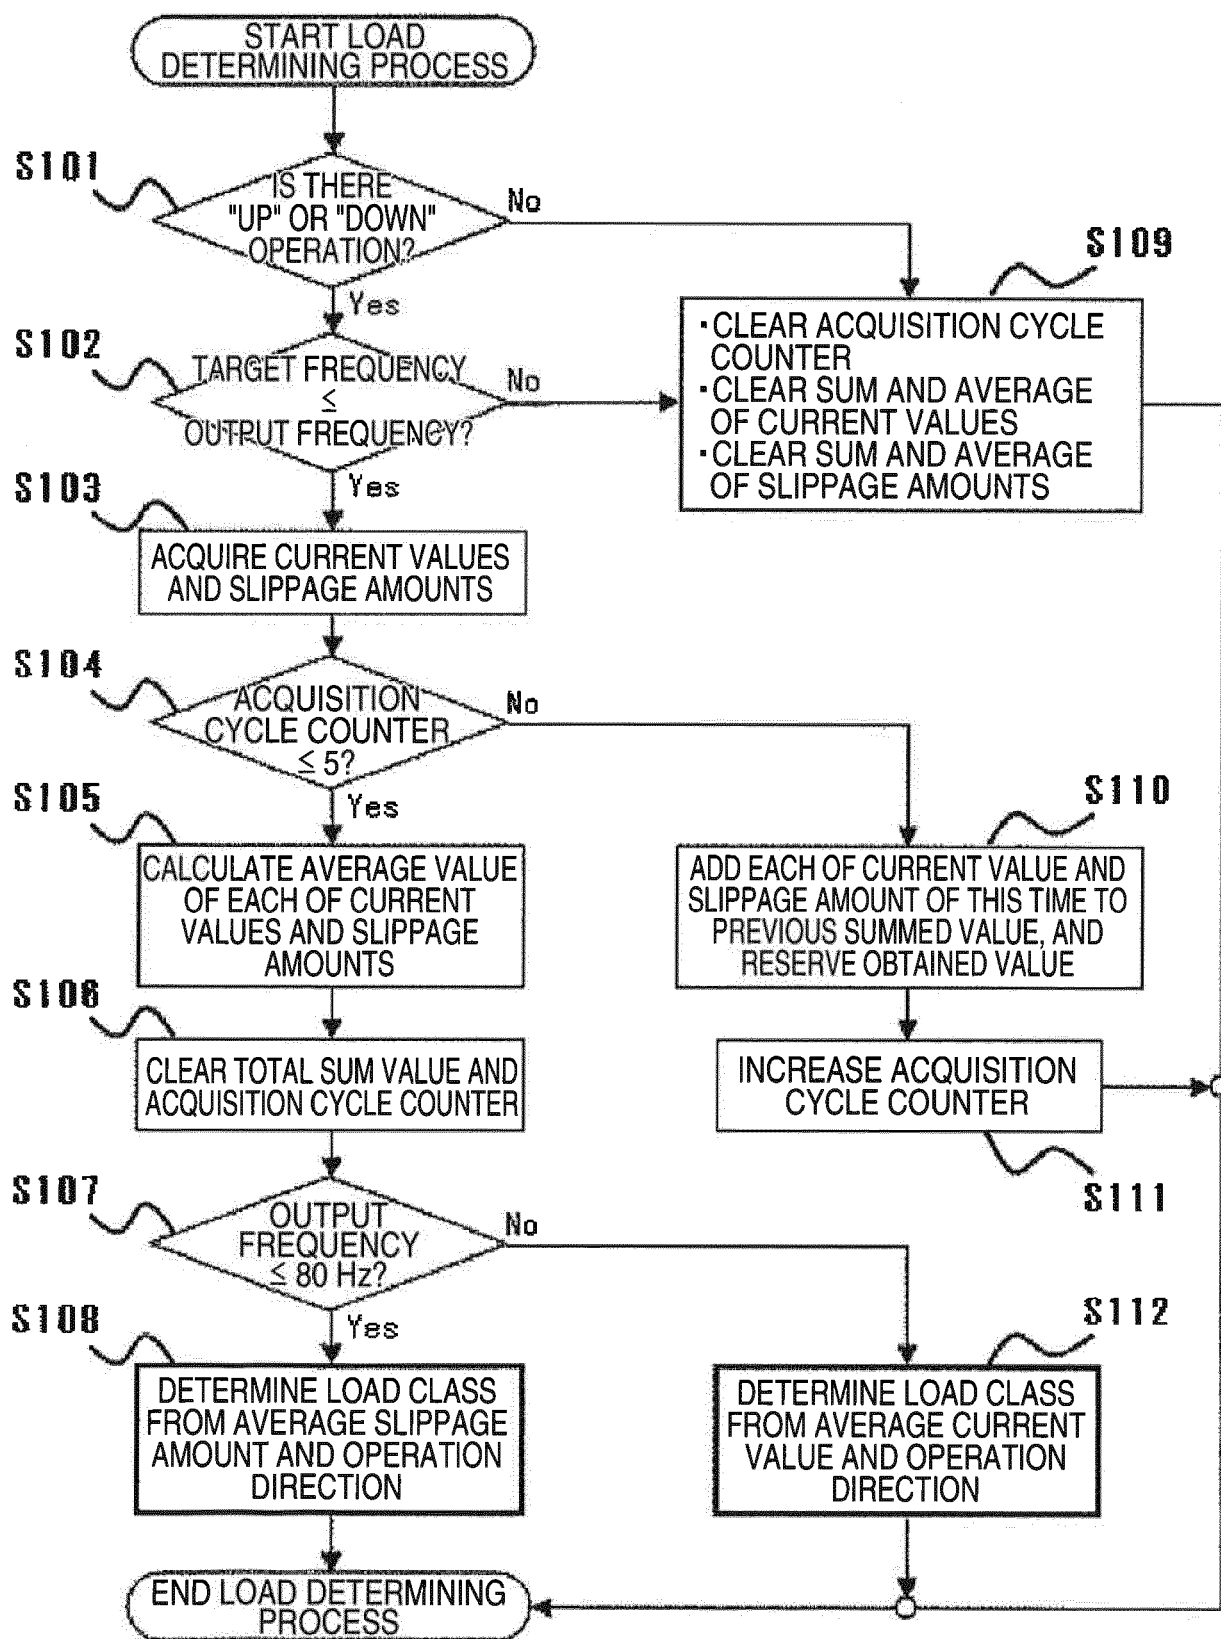 START LOAD
DETERMINING PROCESS
S101
IS THERE
"UP" OR "DOWN"
OPERATION?
No
Yes
S109
・CLEAR ACQUISITION CYCLE
COUNTER
・CLEAR SUM AND AVERAGE
OF CURRENT VALUES
・CLEAR SUM AND AVERAGE
OF SLIPPAGE AMOUNTS
S102
TARGET FREQUENCY
≤
OUTPUT FREQUENCY?
No
Yes
S103
ACQUIRE CURRENT VALUES
AND SLIPPAGE AMOUNTS
S104
ACQUISITION
CYCLE COUNTER
≤ 5?
No
Yes
S105
CALCULATE AVERAGE VALUE
OF EACH OF CURRENT
VALUES AND SLIPPAGE
AMOUNTS
S110
ADD EACH OF CURRENT VALUE AND
SLIPPAGE AMOUNT OF THIS TIME TO
PREVIOUS SUMMED VALUE, AND
RESERVE OBTAINED VALUE
S106
CLEAR TOTAL SUM VALUE AND
ACQUISITION CYCLE COUNTER
INCREASE ACQUISITION
CYCLE COUNTER
S111
S107
OUTPUT
FREQUENCY
≤ 80 Hz?
No
Yes
S108
DETERMINE LOAD CLASS
FROM AVERAGE SLIPPAGE
AMOUNT AND OPERATION
DIRECTION
S112
DETERMINE LOAD CLASS
FROM AVERAGE CURRENT
VALUE AND OPERATION
DIRECTION
END LOAD DETERMINING
PROCESS